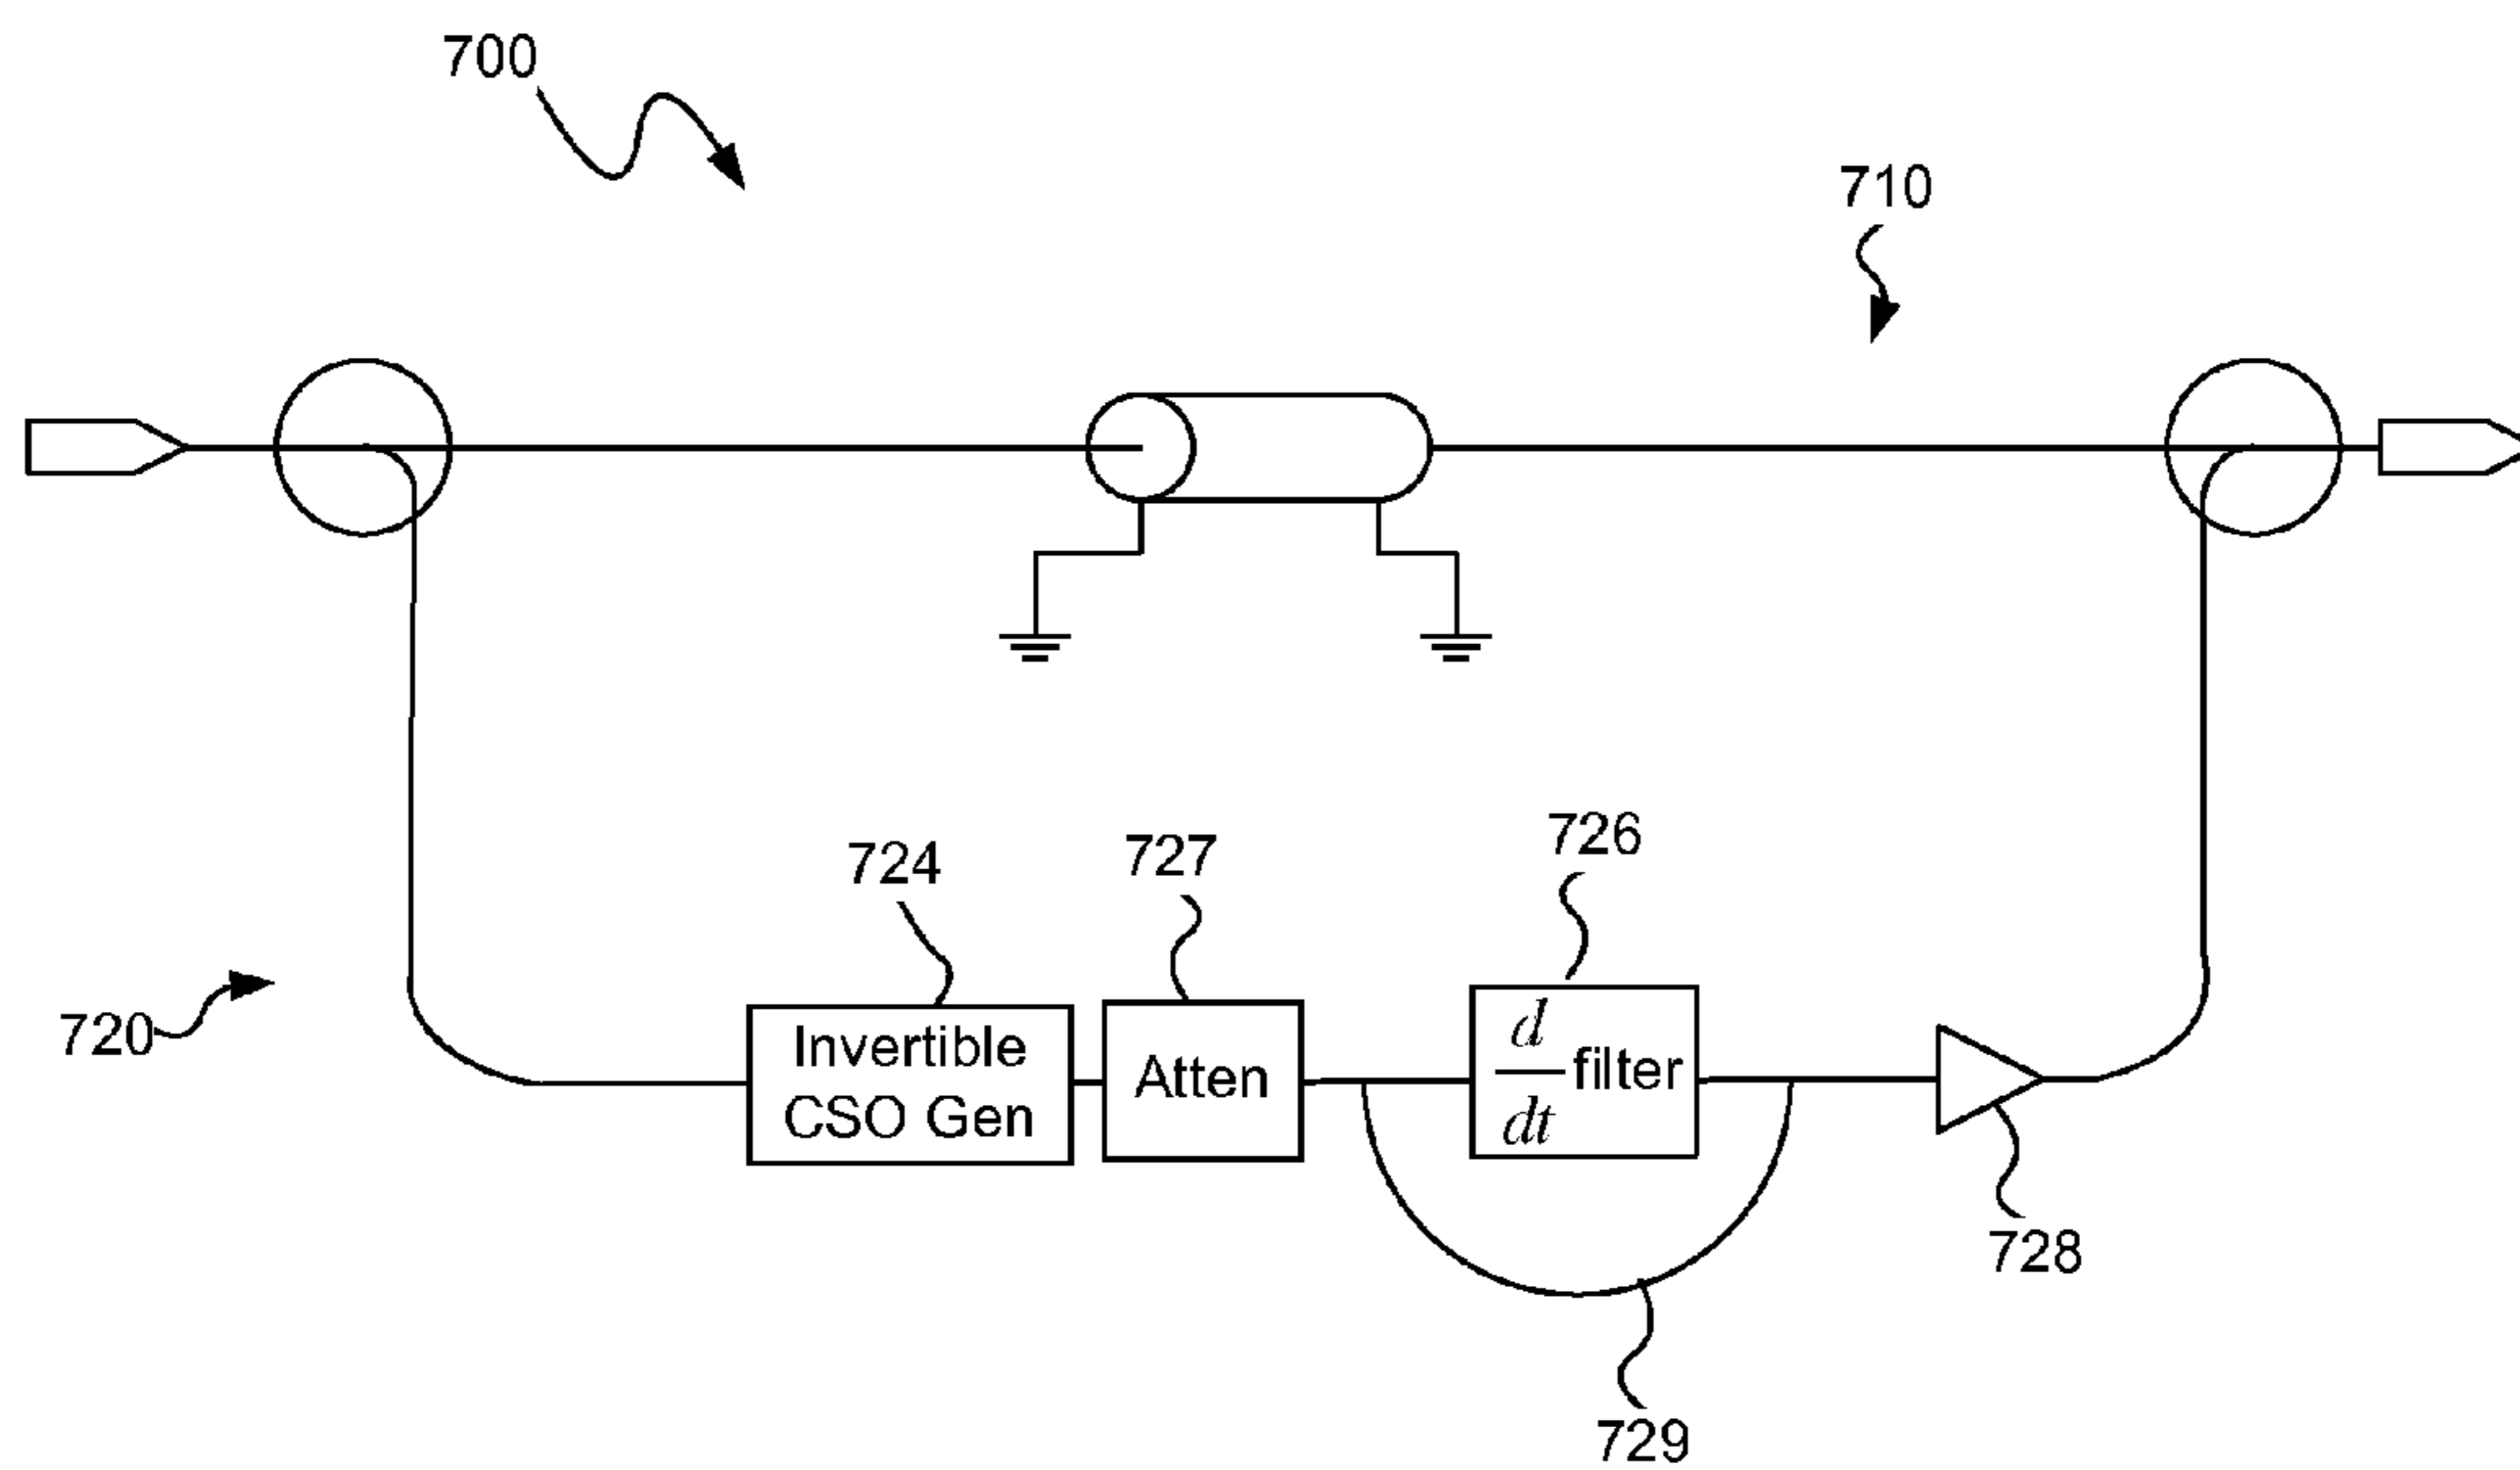 700
710
726
727
724
d
dt
filter
Invertible
CSO Gen
Atten
720
728
729